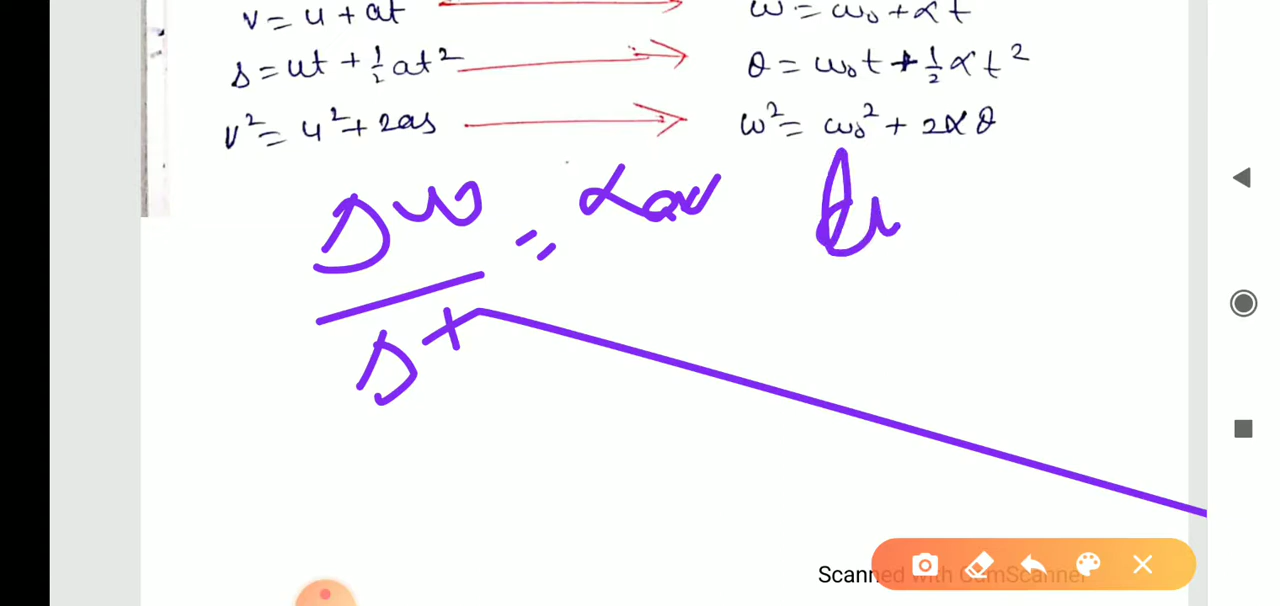 v = u + at ω = ω₀ + αt
s = ut + ½at² θ = ω₀t + ½αt²
v² = u² + 2as ω² = ω₀² + 2αθ
Δω/Δt = αav
Scanned with CamScanner